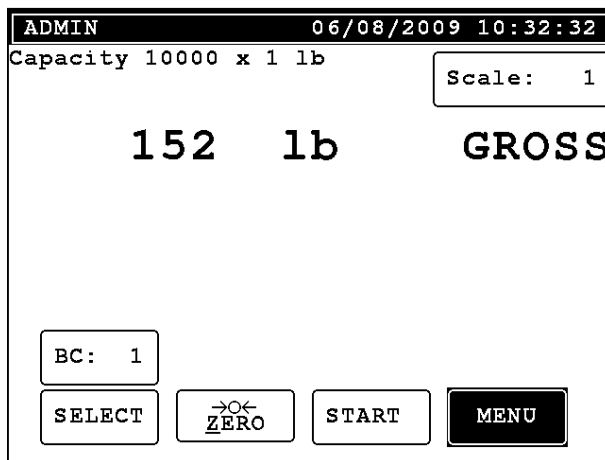 ADMIN 06/08/2009 10:32:32
Capacity 10000 x 1 lb
Scale: 1
152 lb GROSS
BC: 1
SELECT ZERO START MENU